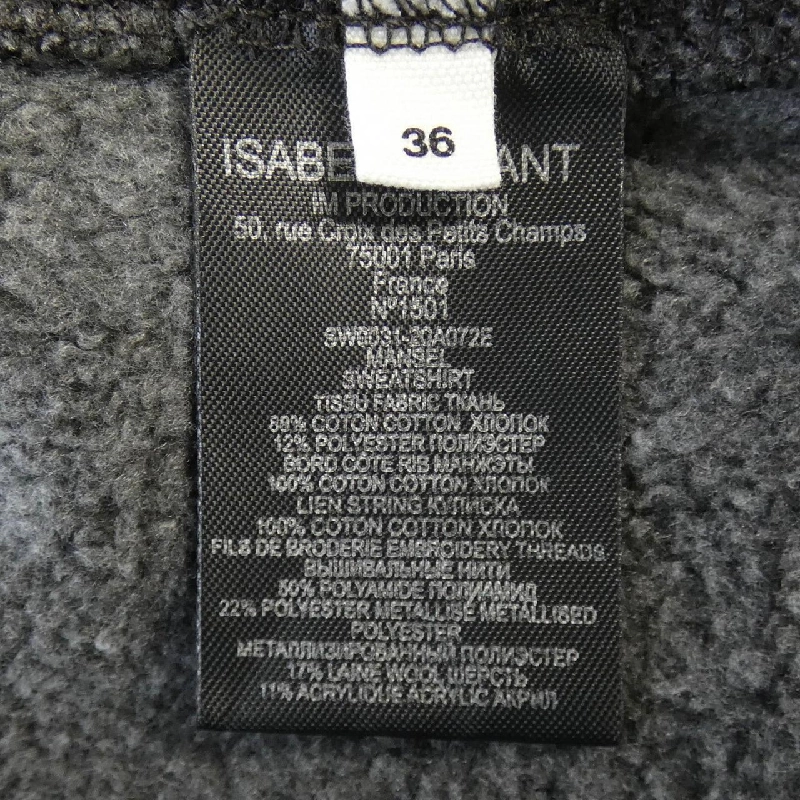 36
ISABE ANT
IM PRODUCTION
50, rue Croix des Petits Champs
75001 Paris
France
N°1501
SW0031-20A072E
MANSEL
SWEATSHIRT
TISSU FABRIC ТКАНЬ
88% COTON COTTON ХЛОПОК
12% POLYESTER ПОЛИЭСТЕР
BORD COTE RIB МАНЖЭТЫ
100% COTON COTTON ХЛОПОК
LIEN STRING КУЛИСКА
100% COTON COTTON ХЛОПОК
FILS DE BRODERIE EMBROIDERY THREADS
ВЫШИВАЛЬНЫЕ НИТИ
50% POLYAMIDE ПОЛИАМИД
22% POLYESTER METALLISE METALLISED
POLYESTER
МЕТАЛЛИЗИРОВАННЫЙ ПОЛИЭСТЕР
17% LAINE WOOL ШЕРСТЬ
11% ACRYLIQUE ACRYLIC АКРИЛ